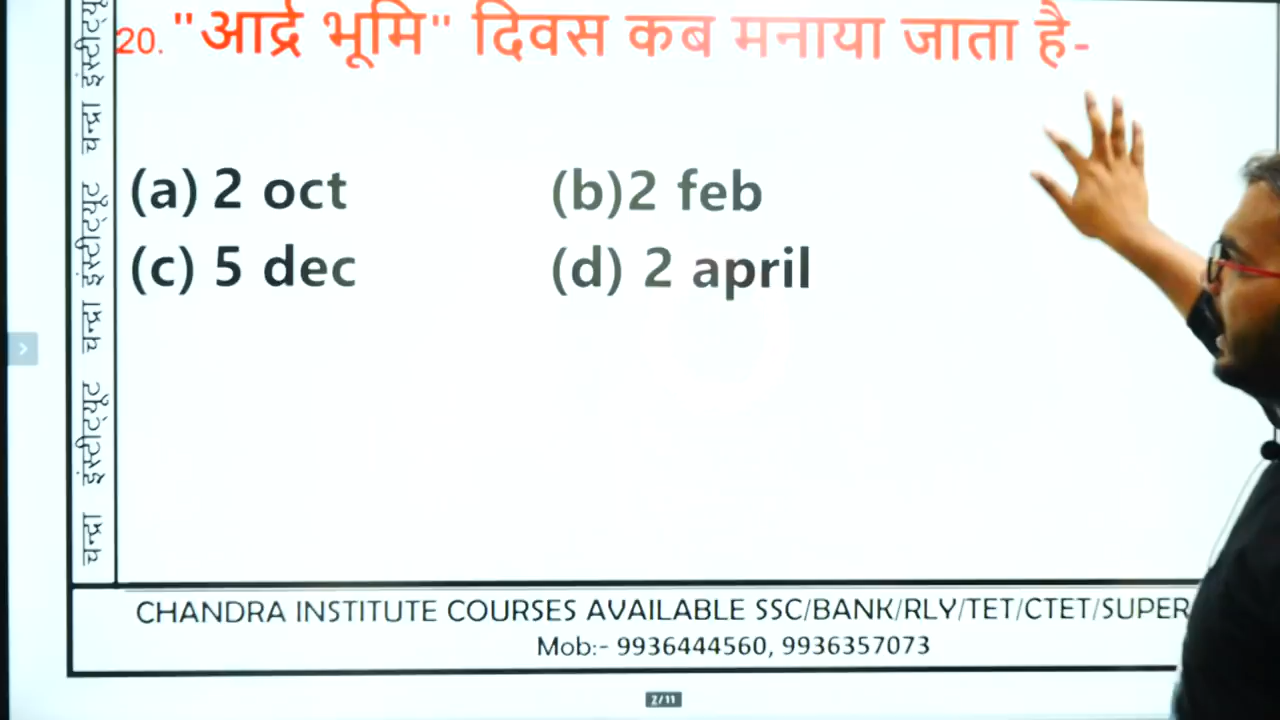 20. "आर्द्र भूमि" दिवस कब मनाया जाता है-
(a) 2 oct
(b)2 feb
(c) 5 dec
(d) 2 april
चन्द्रा इंस्टीट्यूट चन्द्रा इंस्टीट्यूट चन्द्रा इंस्टीट्यूट
CHANDRA INSTITUTE COURSES AVAILABLE SSC/BANK/RLY/TET/CTET/SUPER
Mob:- 9936444560, 9936357073
2/11